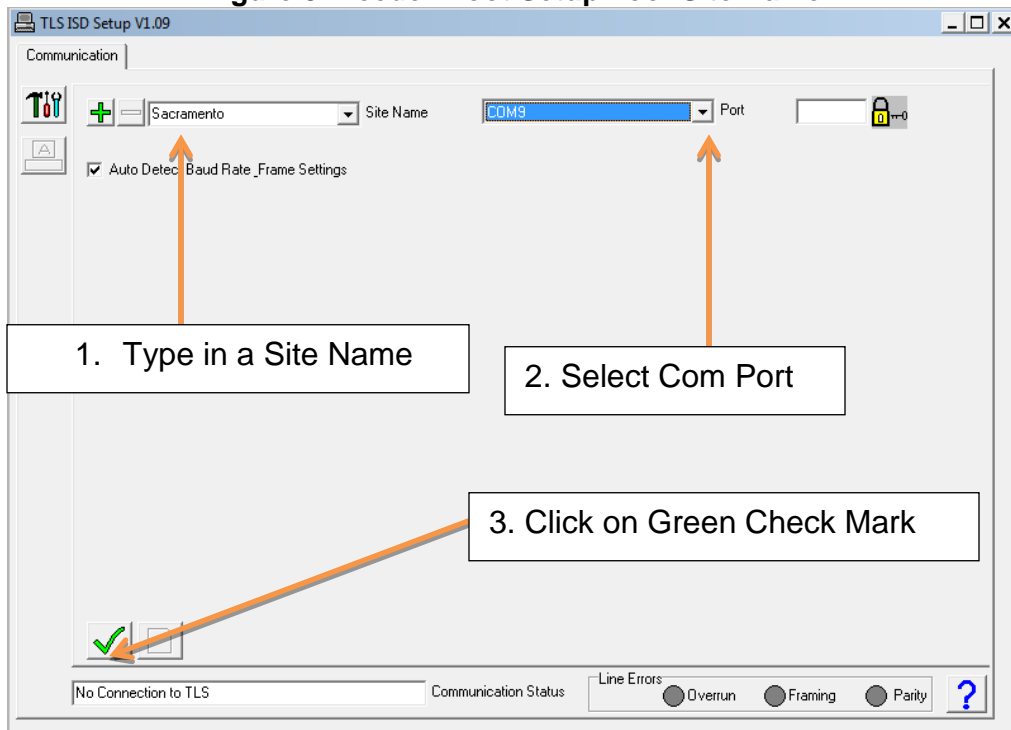 TLS ISD Setup V1.09
Communication
Sacramento Site Name COM9 Port
A
Auto Detect Baud Rate_Frame Settings
1. Type in a Site Name
2. Select Com Port
3. Click on Green Check Mark
No Connection to TLS Communication Status Line Errors
Overrun Framing Parity ?